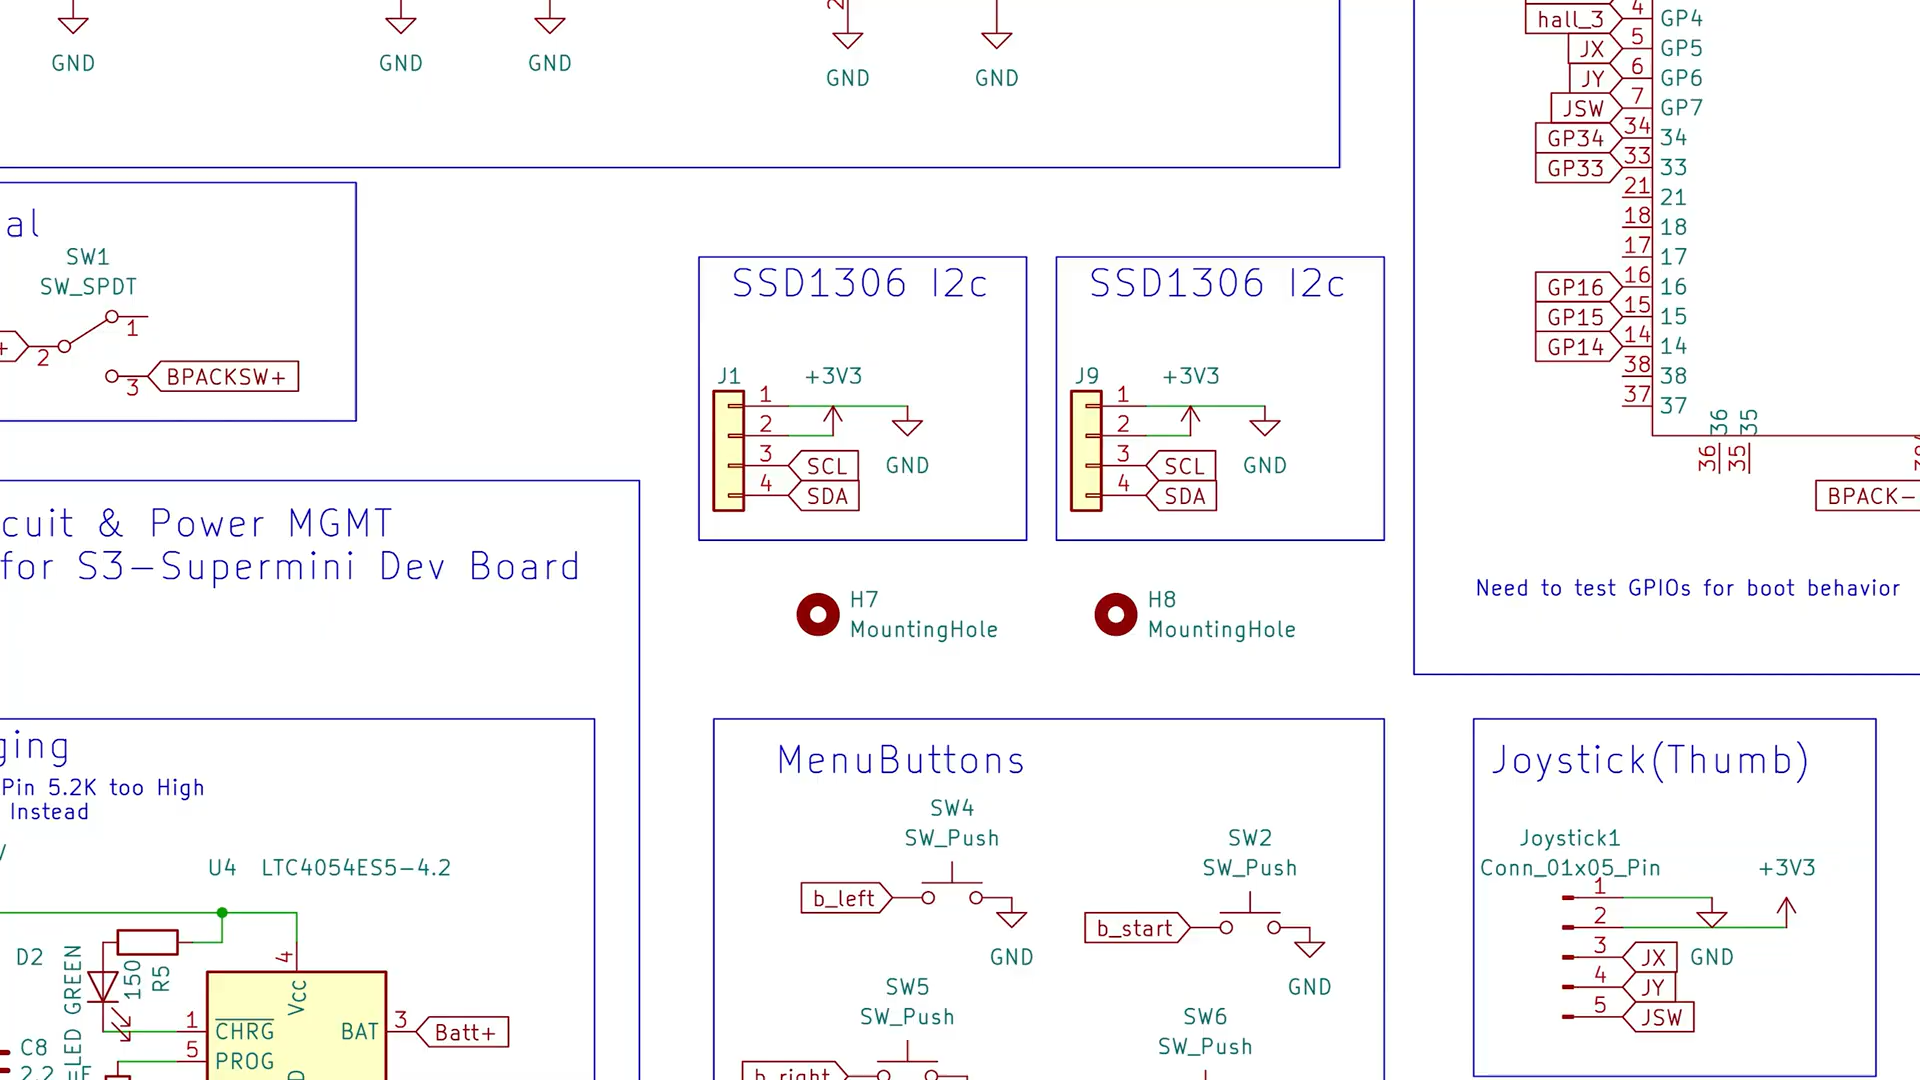 GND
GND
GND
GND
GND
2
4
hall_3
GP4
5
JX
GP5
6
JY
GP6
7
JSW
GP7
34
GP34
34
33
GP33
33
21
21
18
18
17
17
16
GP16
16
15
GP15
15
14
GP14
14
38
38
37
37
36
35
36
35
BPACK-
Need to test GPIOs for boot behavior
al
SW1
SW_SPDT
+
2
1
3
BPACKSW+
SSD1306 I2c
J1
+3V3
1
2
3
SCL
GND
4
SDA
SSD1306 I2c
J9
+3V3
1
2
3
SCL
GND
4
SDA
H7
MountingHole
H8
MountingHole
cuit & Power MGMT
for S3-Supermini Dev Board
ging
Pin 5.2K too High
Instead
U4 LTC4054ES5-4.2
D2
LED GREEN
150
R5
4
Vcc
1
CHRG
BAT
3
Batt+
5
PROG
C8
2.2
MenuButtons
SW4
SW_Push
b_left
GND
SW2
SW_Push
b_start
GND
SW5
SW_Push
b_right
SW6
SW_Push
Joystick(Thumb)
Joystick1
Conn_01x05_Pin
+3V3
1
2
3
JX
GND
4
JY
5
JSW